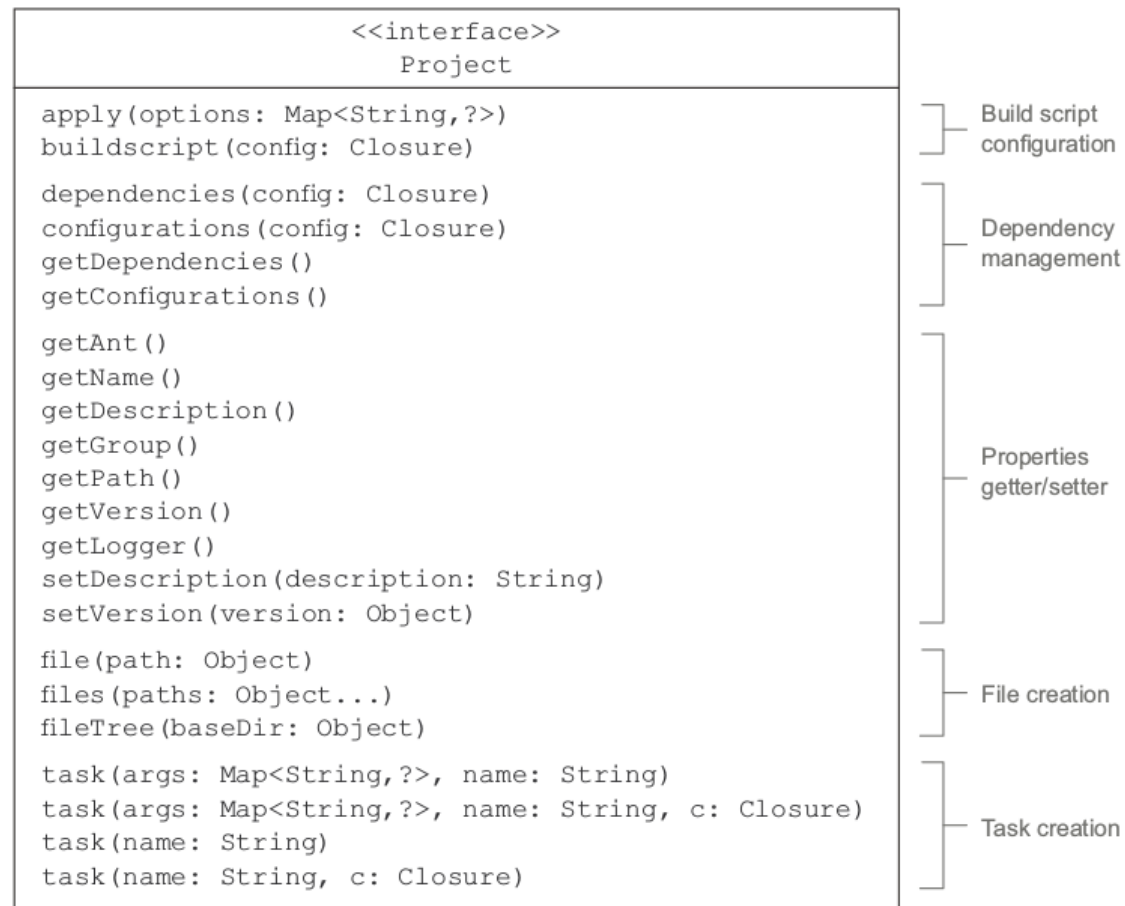 <<interface>>
Project
apply(options: Map<String,?>)
buildscript(config: Closure)
Build script
configuration
dependencies(config: Closure)
configurations(config: Closure)
getDependencies()
getConfigurations()
Dependency
management
getAnt()
getName()
getDescription()
getGroup()
getPath()
getVersion()
getLogger()
setDescription(description: String)
setVersion(version: Object)
Properties
getter/setter
file(path: Object)
files(paths: Object...)
fileTree(baseDir: Object)
File creation
task(args: Map<String,?>, name: String)
task(args: Map<String,?>, name: String, c: Closure)
task(name: String)
task(name: String, c: Closure)
Task creation